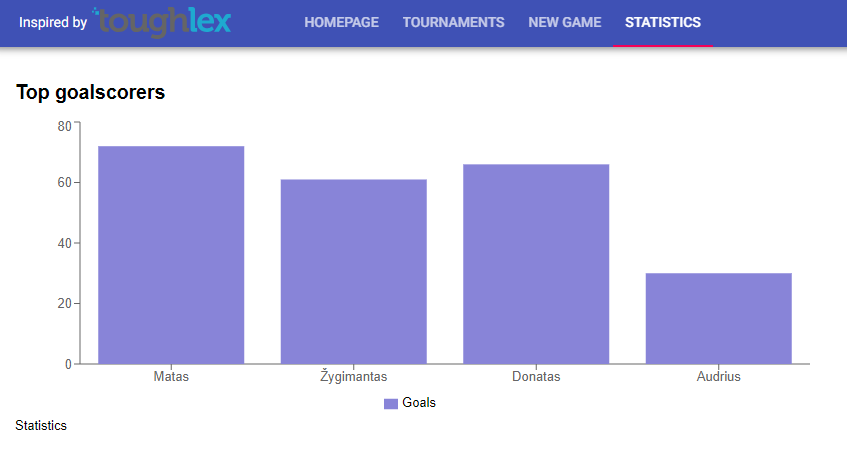 Inspired by toughlex HOMEPAGE TOURNAMENTS NEW GAME STATISTICS
Top goalscorers
80
60
40
20
0
Matas Žygimantas Donatas Audrius
Goals
Statistics